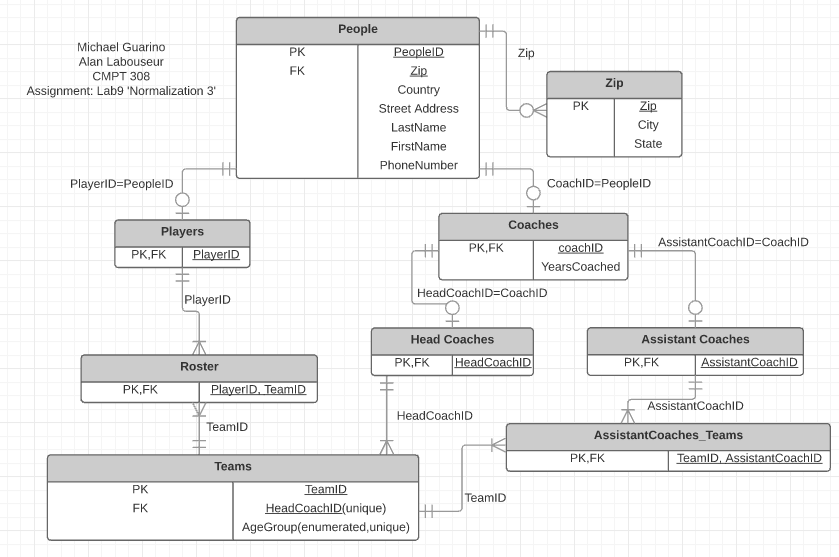 Michael Guarino
Alan Labouseur
CMPT 308
Assignment: Lab9 'Normalization 3'
People
PK PeopleID
FK Zip
Country
Street Address
LastName
FirstName
PhoneNumber
Zip
Zip
PK Zip
City
State
PlayerID=PeopleID
CoachID=PeopleID
Players
PK,FK PlayerID
Coaches
PK,FK coachID
YearsCoached
AssistantCoachID=CoachID
HeadCoachID=CoachID
PlayerID
Head Coaches
PK,FK HeadCoachID
Assistant Coaches
PK,FK AssistantCoachID
Roster
PK,FK PlayerID, TeamID
AssistantCoachID
HeadCoachID
TeamID
AssistantCoaches_Teams
PK,FK TeamID, AssistantCoachID
Teams
PK TeamID
FK HeadCoachID(unique)
AgeGroup(enumerated,unique)
TeamID